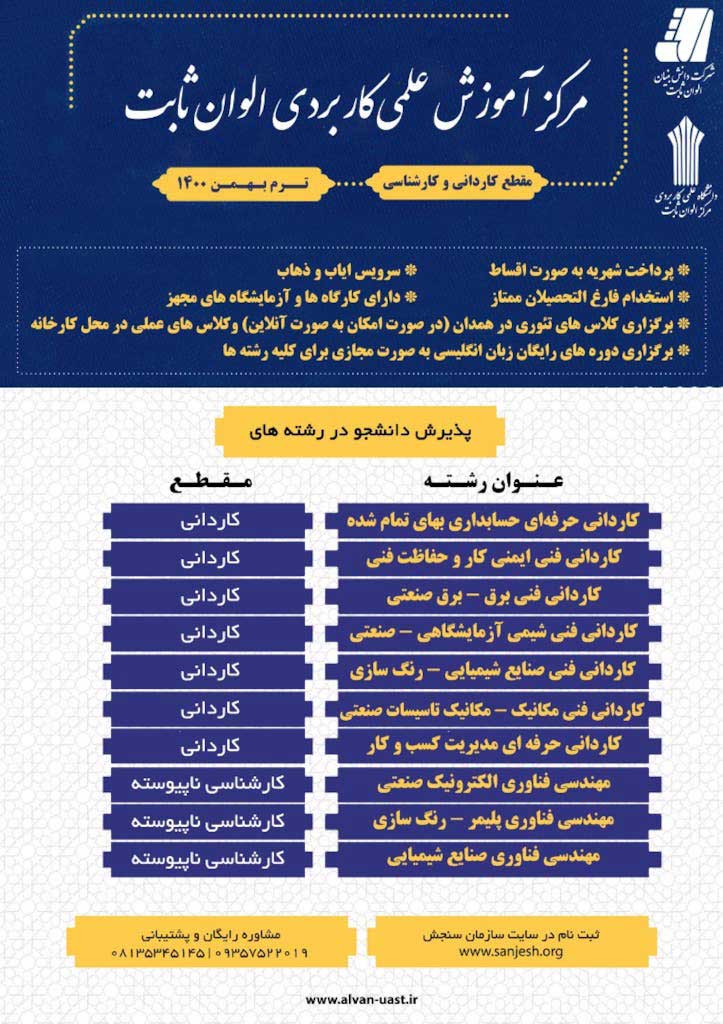 شرکت دانش بنیان
الوان ثابت
مرکز آموزش علمی کاربردی الوان ثابت
دانشگاه علمی کاربردی
مرکز الوان ثابت
مقطع کاردانی و کارشناسی
تـــرم بـهـمـن ۱۴۰۰
❊ پرداخت شهریه به صورت اقساط
❊ سرویس ایاب و ذهاب
❊ استخدام فارغ التحصیلان ممتاز
❊ دارای کارگاه ها و آزمایشگاه های مجهز
❊ برگزاری کلاس های تئوری در همدان (در صورت امکان به صورت آنلاین) وکلاس های عملی در محل کارخانه
❊ برگزاری دوره های رایگان زبان انگلیسی به صورت مجازی برای کلیه رشته ها
پذیرش دانشجو در رشته های
عـنـوان رشـتـه
مـقـطـع
کاردانی حرفه‌ای حسابداری بهای تمام شده
کاردانی
کاردانی فنی ایمنی کار و حفاظت فنی
کاردانی
کاردانی فنی برق - برق صنعتی
کاردانی
کاردانی فنی شیمی آزمایشگاهی - صنعتی
کاردانی
کاردانی فنی صنایع شیمیایی - رنگ سازی
کاردانی
کاردانی فنی مکانیک - مکانیک تاسیسات صنعتی
کاردانی
کاردانی حرفه ای مدیریت کسب و کار
کاردانی
مهندسی فناوری الکترونیک صنعتی
کارشناسی ناپیوسته
مهندسی فناوری پلیمر - رنگ سازی
کارشناسی ناپیوسته
مهندسی فناوری صنایع شیمیایی
کارشناسی ناپیوسته
ثبت نام در سایت سازمان سنجش
www.sanjesh.org
مشاوره رایگان و پشتیبانی
۰۸۱۳۵۳۴۵۱۴۵|۰۹۳۵۷۵۲۲۰۱۹
www.alvan-uast.ir